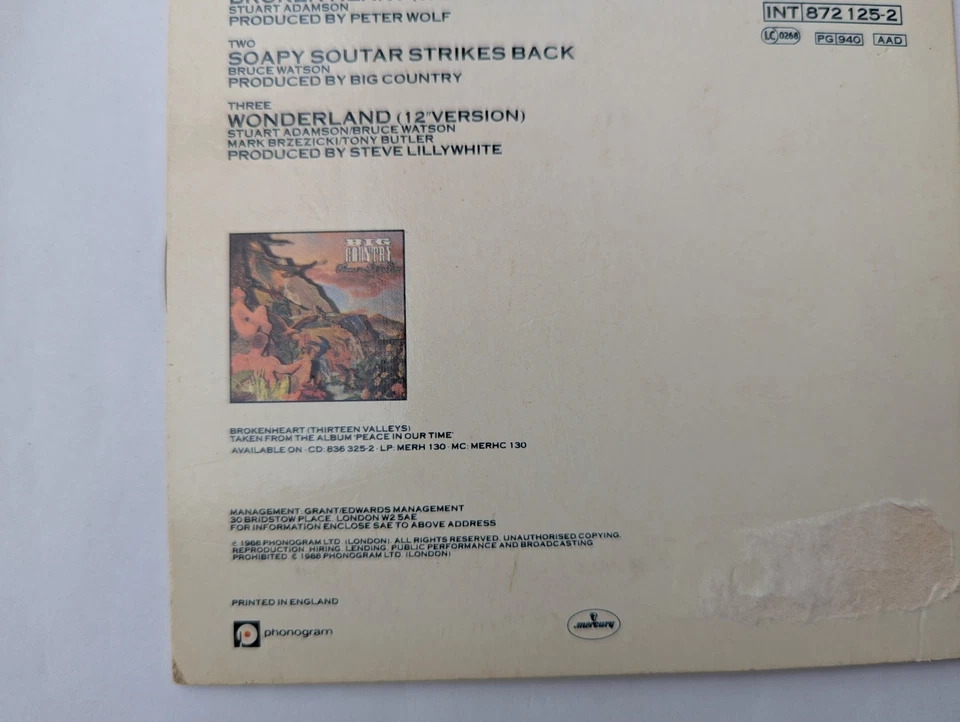 STUART ADAMSON
PRODUCED BY PETER WOLF
TWO
SOAPY SOUTAR STRIKES BACK
BRUCE WATSON
PRODUCED BY BIG COUNTRY
THREE
WONDERLAND (12"VERSION)
STUART ADAMSON/BRUCE WATSON
MARK BRZEZICKI/TONY BUTLER
PRODUCED BY STEVE LILLYWHITE
INT 872 125-2
LC 0268 PG 940 AAD
BIG
COUNTRY
BROKENHEART (THIRTEEN VALLEYS)
TAKEN FROM THE ALBUM 'PEACE IN OUR TIME'
AVAILABLE ON · CD: 836 325-2 · LP: MERH 130 · MC: MERHC 130
MANAGEMENT: GRANT/EDWARDS MANAGEMENT
30 BRIDSTOW PLACE, LONDON W2 5AE
FOR INFORMATION ENCLOSE SAE TO ABOVE ADDRESS
℗ 1988 PHONOGRAM LTD. (LONDON). ALL RIGHTS RESERVED. UNAUTHORISED COPYING,
REPRODUCTION, HIRING, LENDING, PUBLIC PERFORMANCE AND BROADCASTING
PROHIBITED. © 1988 PHONOGRAM LTD. (LONDON)
PRINTED IN ENGLAND
phonogram
mercury